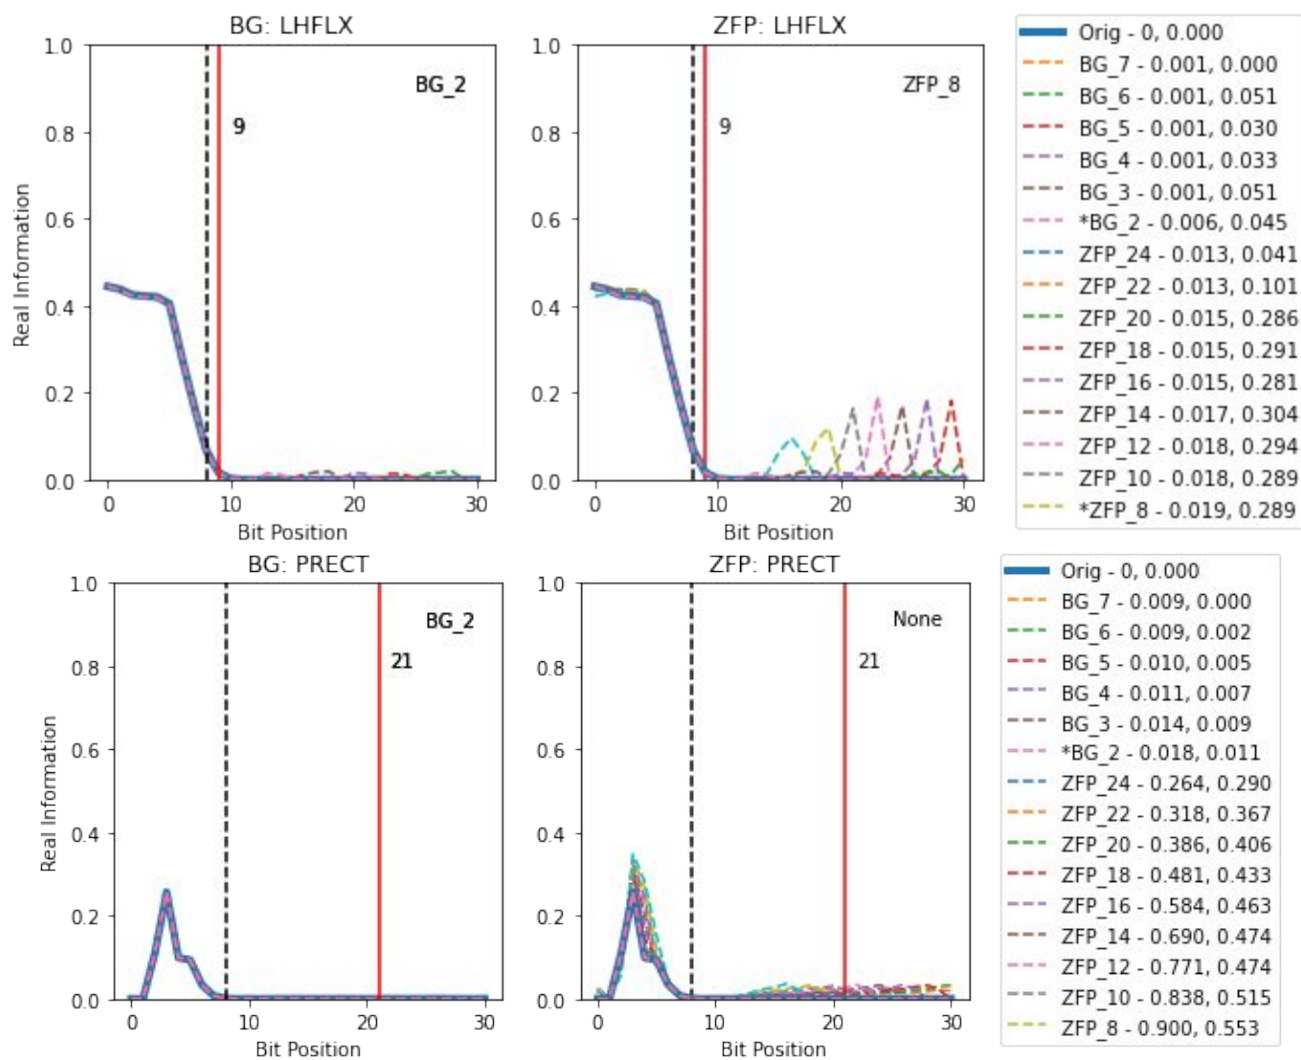 BG: LHFLX
1.0
BG_2
9
0.8
0.6
0.4
0.2
0.0
Real Information
0
10
20
30
Bit Position
ZFP: LHFLX
1.0
ZFP_8
9
0.8
0.6
0.4
0.2
0.0
0
10
20
30
Bit Position
Orig - 0, 0.000
BG_7 - 0.001, 0.000
BG_6 - 0.001, 0.051
BG_5 - 0.001, 0.030
BG_4 - 0.001, 0.033
BG_3 - 0.001, 0.051
*BG_2 - 0.006, 0.045
ZFP_24 - 0.013, 0.041
ZFP_22 - 0.013, 0.101
ZFP_20 - 0.015, 0.286
ZFP_18 - 0.015, 0.291
ZFP_16 - 0.015, 0.281
ZFP_14 - 0.017, 0.304
ZFP_12 - 0.018, 0.294
ZFP_10 - 0.018, 0.289
*ZFP_8 - 0.019, 0.289
BG: PRECT
1.0
BG_2
21
0.8
0.6
0.4
0.2
0.0
Real Information
0
10
20
30
Bit Position
ZFP: PRECT
1.0
None
21
0.8
0.6
0.4
0.2
0.0
0
10
20
30
Bit Position
Orig - 0, 0.000
BG_7 - 0.009, 0.000
BG_6 - 0.009, 0.002
BG_5 - 0.010, 0.005
BG_4 - 0.011, 0.007
BG_3 - 0.014, 0.009
*BG_2 - 0.018, 0.011
ZFP_24 - 0.264, 0.290
ZFP_22 - 0.318, 0.367
ZFP_20 - 0.386, 0.406
ZFP_18 - 0.481, 0.433
ZFP_16 - 0.584, 0.463
ZFP_14 - 0.690, 0.474
ZFP_12 - 0.771, 0.474
ZFP_10 - 0.838, 0.515
ZFP_8 - 0.900, 0.553